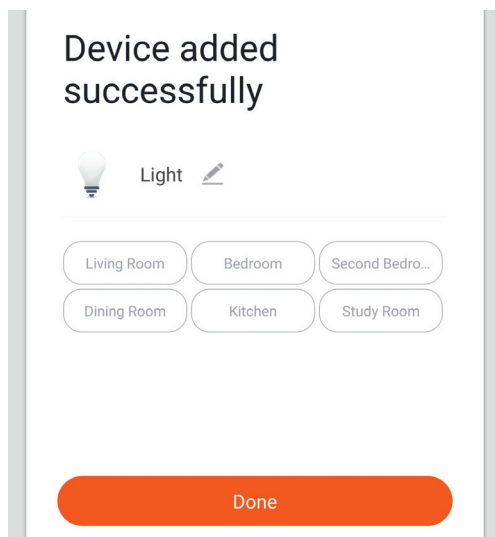 Device added
successfully
Light
Living Room Bedroom Second Bedro...
Dining Room Kitchen Study Room
Done